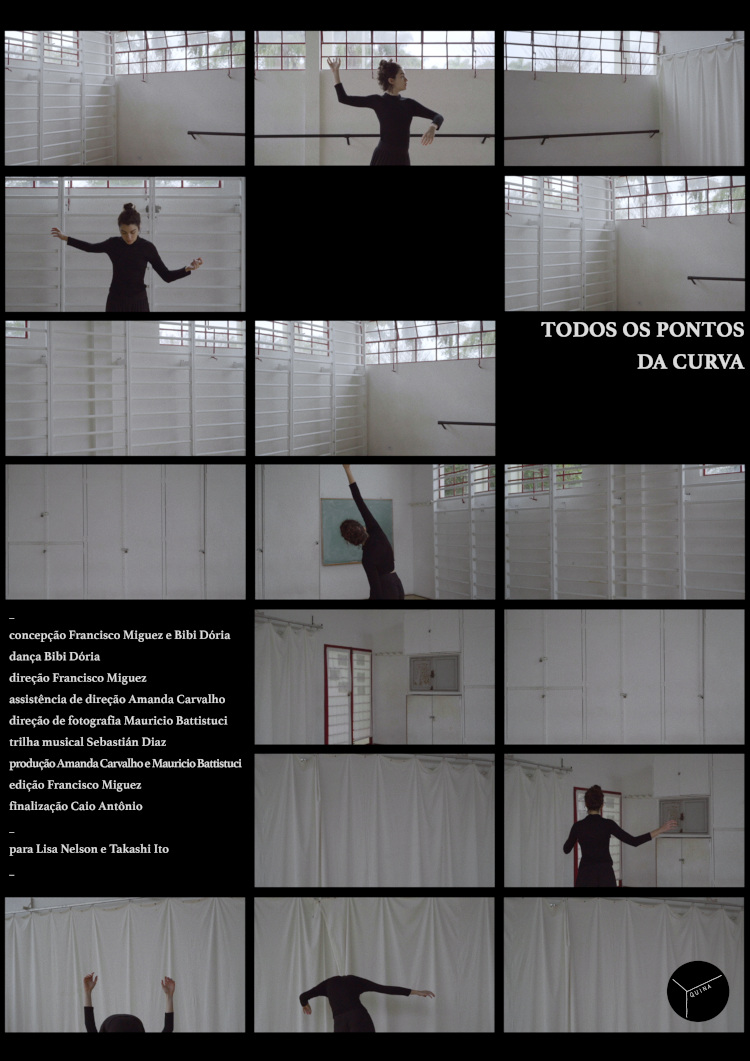 TODOS OS PONTOS
DA CURVA
–
concepção Francisco Miguez e Bibi Dória
dança Bibi Dória
direção Francisco Miguez
assistência de direção Amanda Carvalho
direção de fotografia Mauricio Battistuci
trilha musical Sebastián Diaz
produção Amanda Carvalho e Mauricio Battistuci
edição Francisco Miguez
finalização Caio Antônio
–
para Lisa Nelson e Takashi Ito
–
QUINA